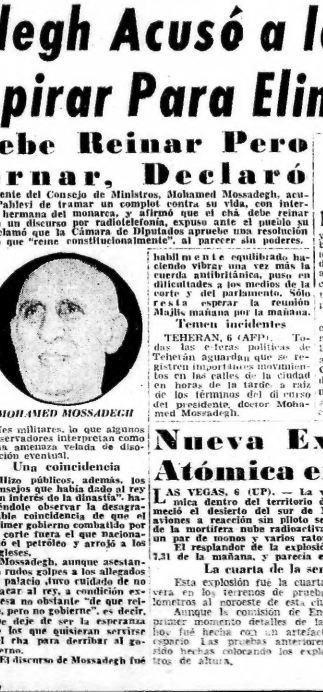 legh Acusó a l
pirar Para Elin
ebe Reinar Pero
rnar, Declaró
ente del Consejo de Ministros, Mohamed Mossadegh, acu-
Pahlevi de tramar un complot contra su vida, con inter-
hermana del monarca, y afirmó que el chá debe reinar
n un discurso por radiotelefonía, expuso ante el pueblo su
clamó que la Cámara de Diputados apruebe una resolución
que "reine constitucionalmente", al parecer sin poderes.
MOHAMED MOSSADEGH
es militares, lo que algunos
servadores interpretan como
a amenaza velada de diso-
ción eventual.
Una coincidencia
Hizo públicos, además, los
nsejos que había dado al rey
n interés de la dinastía", ha-
éndole observar la desagra-
ble coincidencia de que el
imer gobierno combatido por
corte fuera el que naciona-
ó el petróleo y arrojó a los
gleses.
Mossadegh, aunque asestan-
rudos golpes a los allegados
palacio, tuvo cuidado de no
acar al rey, a condición ex-
esa no obstante "de que rei-
, pero no gobierne", es decir,
e deje de ser la esperanza
los que quisieran servirse
l cha para derribar al go-
erno.
El discurso de Mossadegh fué
habilmente equilibrado ha-
ciendo vibrar una vez más la
cuerda antibritánica, puso en
dificultades a los medios de la
corte y del parlamento. Sólo
resta esperar la reunión
Majlis mañana por la mañana.
Temen incidentes
TEHERAN, 6 (AFP). — To-
das las esferas políticas de
Teherán aguardan que se re-
gistren importantes movimien-
tos en las calles de la ciudad
en horas de la tarde, a raíz
de los términos del discurso
del presidente, doctor Moha-
med Mossadegh.
Nueva Ex
Atómica e
LAS VEGAS, 6 (UP). — La
mica dentro del territorio d
meció el desierto del sur de
aviones a reacción sin piloto se
de la mortífera nube radioactiva
un par de monos y varios rato
El resplandor de la explosi
7.31 de la mañana, y parecía e
La cuarta de la ser
Esta explosión fué la cuarta
vera en los terrenos de prueba
lómetros al noroeste de esta ciu
Aunque la comisión de En
primer momento detalles de la
hoy fué hecha con un artefac
espacio. Las pruebas anteriore
sido hechas colocando los explo
tros de altura.